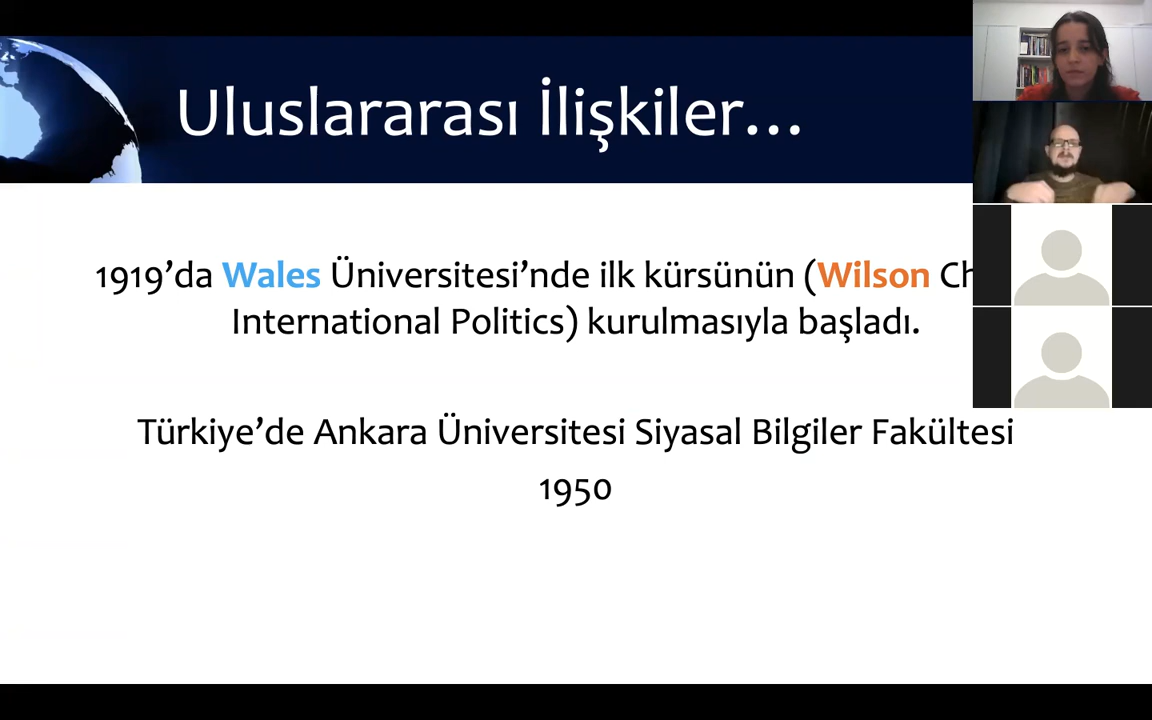 Uluslararası İlişkiler...
1919’da Wales Üniversitesi’nde ilk kürsünün (Wilson
International Politics) kurulmasıyla başladı.
Türkiye’de Ankara Üniversitesi Siyasal Bilgiler Fakültesi
1950